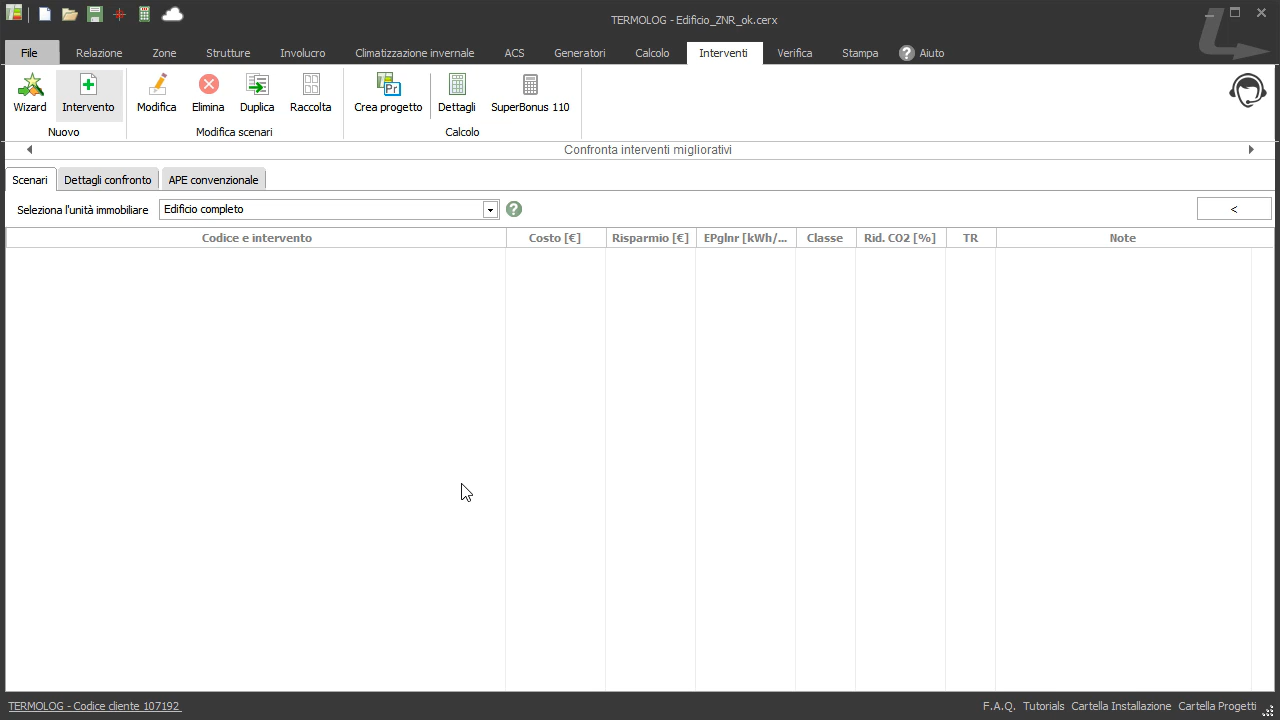 TERMOLOG - Edificio_ZNR_ok.cerx
File Relazione Zone Strutture Involucro Climatizzazione invernale ACS Generatori Calcolo Interventi Verifica Stampa ? Aiuto
Pr
Wizard Intervento Modifica Elimina Duplica Raccolta Crea progetto Dettagli SuperBonus 110
Nuovo Modifica scenari Calcolo
Confronta interventi migliorativi
Scenari Dettagli confronto APE convenzionale
Seleziona l'unità immobiliare Edificio completo ? <
Codice e intervento Costo [€] Risparmio [€] EPglnr [kWh/... Classe Rid. CO2 [%] TR Note
TERMOLOG - Codice cliente 107192 F.A.Q. Tutorials Cartella Installazione Cartella Progetti